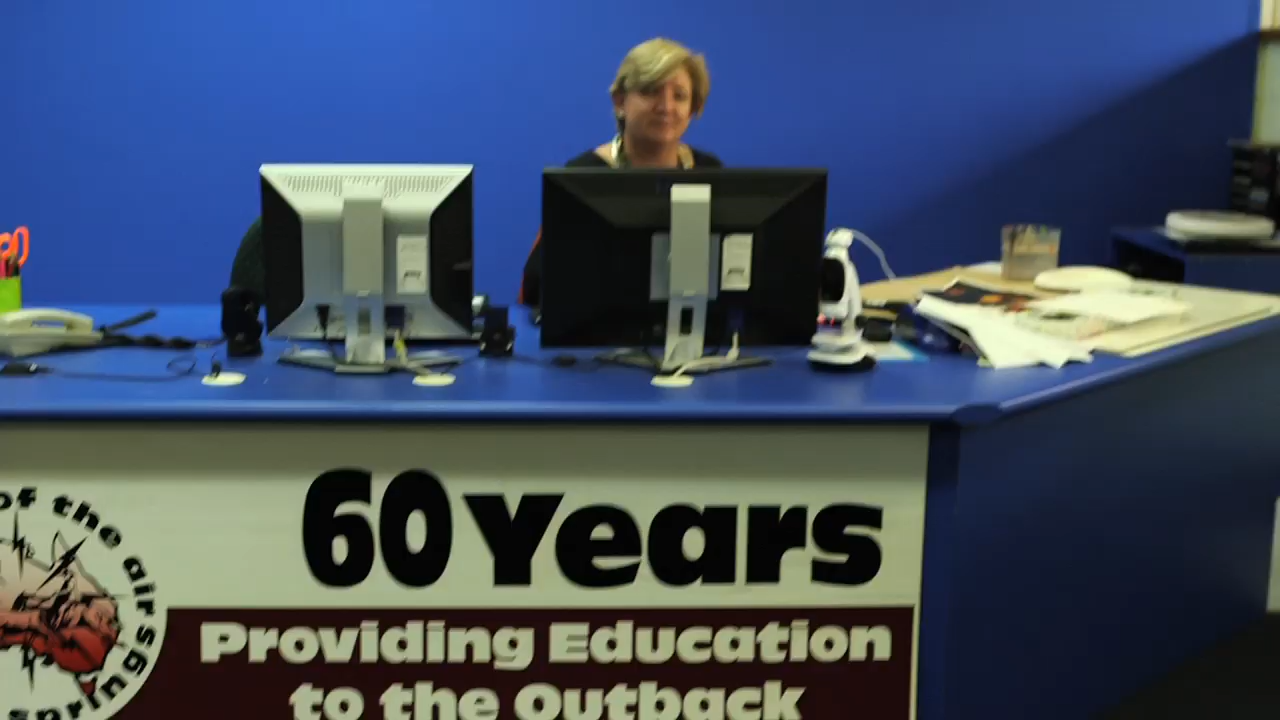 of the air
springs
60 Years
Providing Education
to the Outback